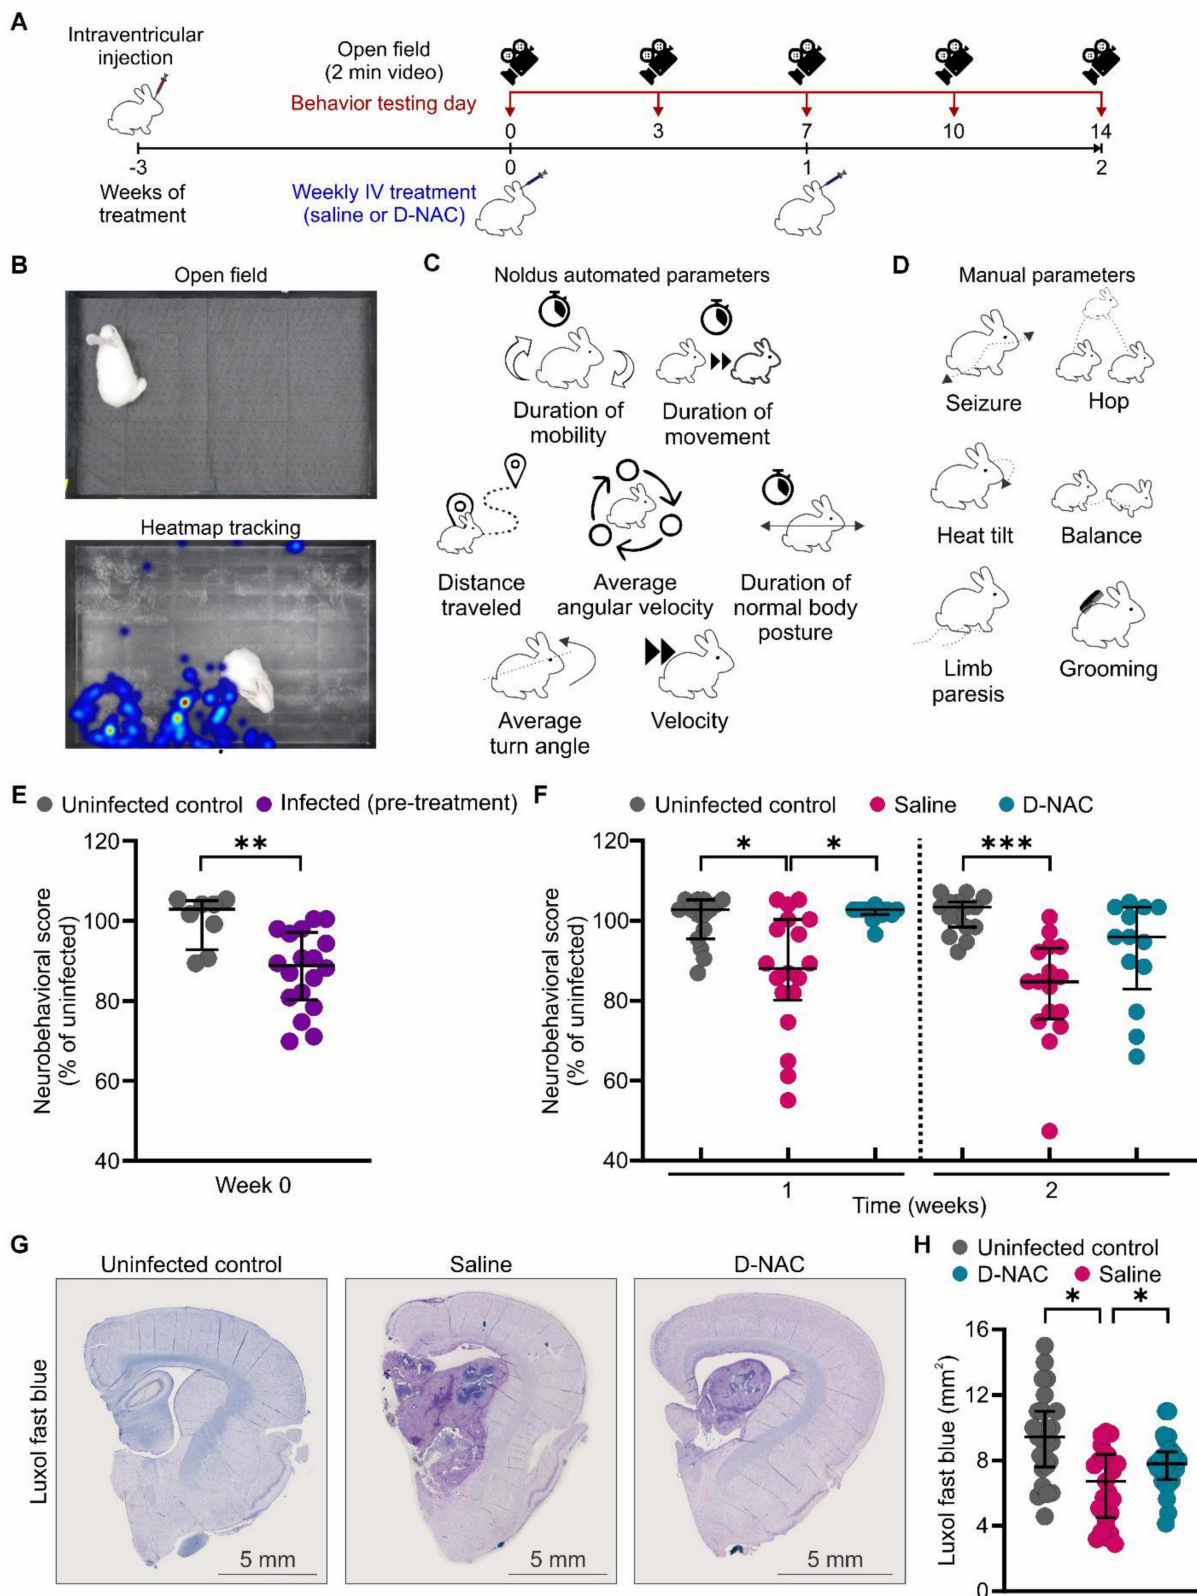 A
Intraventricular
injection
Open field
(2 min video)
Behavior testing day
0 3 7 10 14
-3 0 1 2
Weeks of
treatment
Weekly IV treatment
(saline or D-NAC)
B
Open field
Heatmap tracking
C
Noldus automated parameters
Duration of
mobility
Duration of
movement
Distance
traveled
Average
angular velocity
Duration of
normal body
posture
Average
turn angle
Velocity
D
Manual parameters
Seizure
Hop
Heat tilt
Balance
Limb
paresis
Grooming
E
Uninfected control Infected (pre-treatment)
**
Neurobehavioral score
(% of uninfected)
120
100
80
60
40
Week 0
F
Uninfected control Saline D-NAC
* * ***
Neurobehavioral score
(% of uninfected)
120
100
80
60
40
1 2
Time (weeks)
G
Uninfected control Saline D-NAC
Luxol fast blue
5 mm 5 mm 5 mm
H
Uninfected control
D-NAC Saline
* *
Luxol fast blue (mm²)
16
12
8
4
0